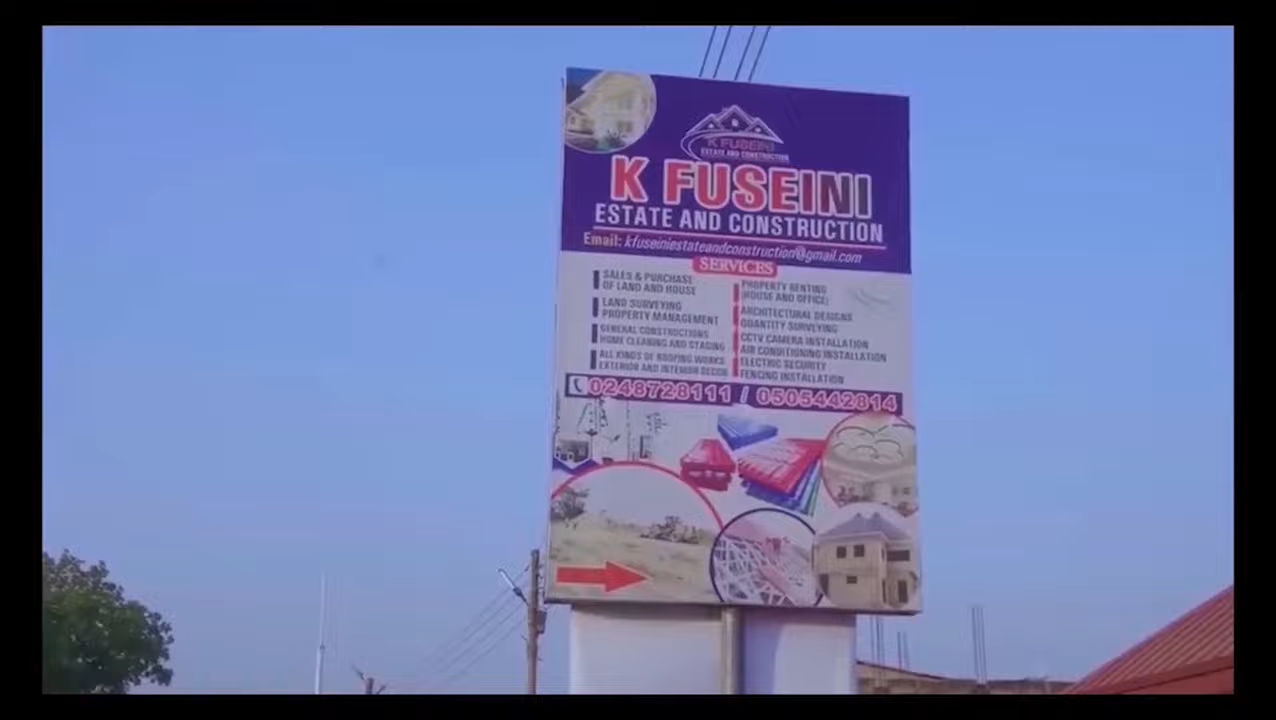 K FUSEINI
ESTATE AND CONSTRUCTION
K FUSEINI
ESTATE AND CONSTRUCTION
Email: kfuseiniestateandconstruction@gmail.com
SERVICES
SALES & PURCHASE
OF LAND AND HOUSE
LAND SURVEYING
PROPERTY MANAGEMENT
GENERAL CONSTRUCTIONS
HOME CLEANING AND STAGING
ALL KINDS OF ROOFING WORKS
EXTERIOR AND INTERIOR DECOR
PROPERTY RENTING
(HOUSE AND OFFICE)
ARCHITECTURAL DESIGNS
QUANTITY SURVEYING
CCTV CAMERA INSTALLATION
AIR CONDITIONING INSTALLATION
ELECTRIC SECURITY
FENCING INSTALLATION
0248728111 / 0505442814